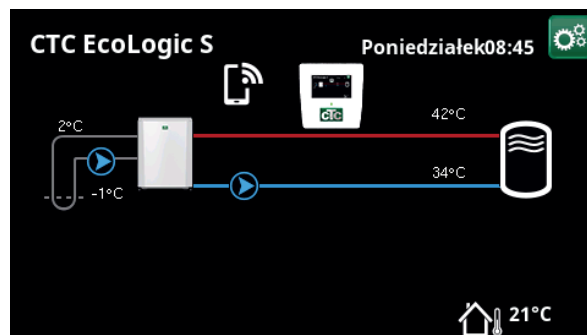 CTC EcoLogic S
Poniedziałek08:45
CTC
2°C
42°C
-1°C
34°C
21°C